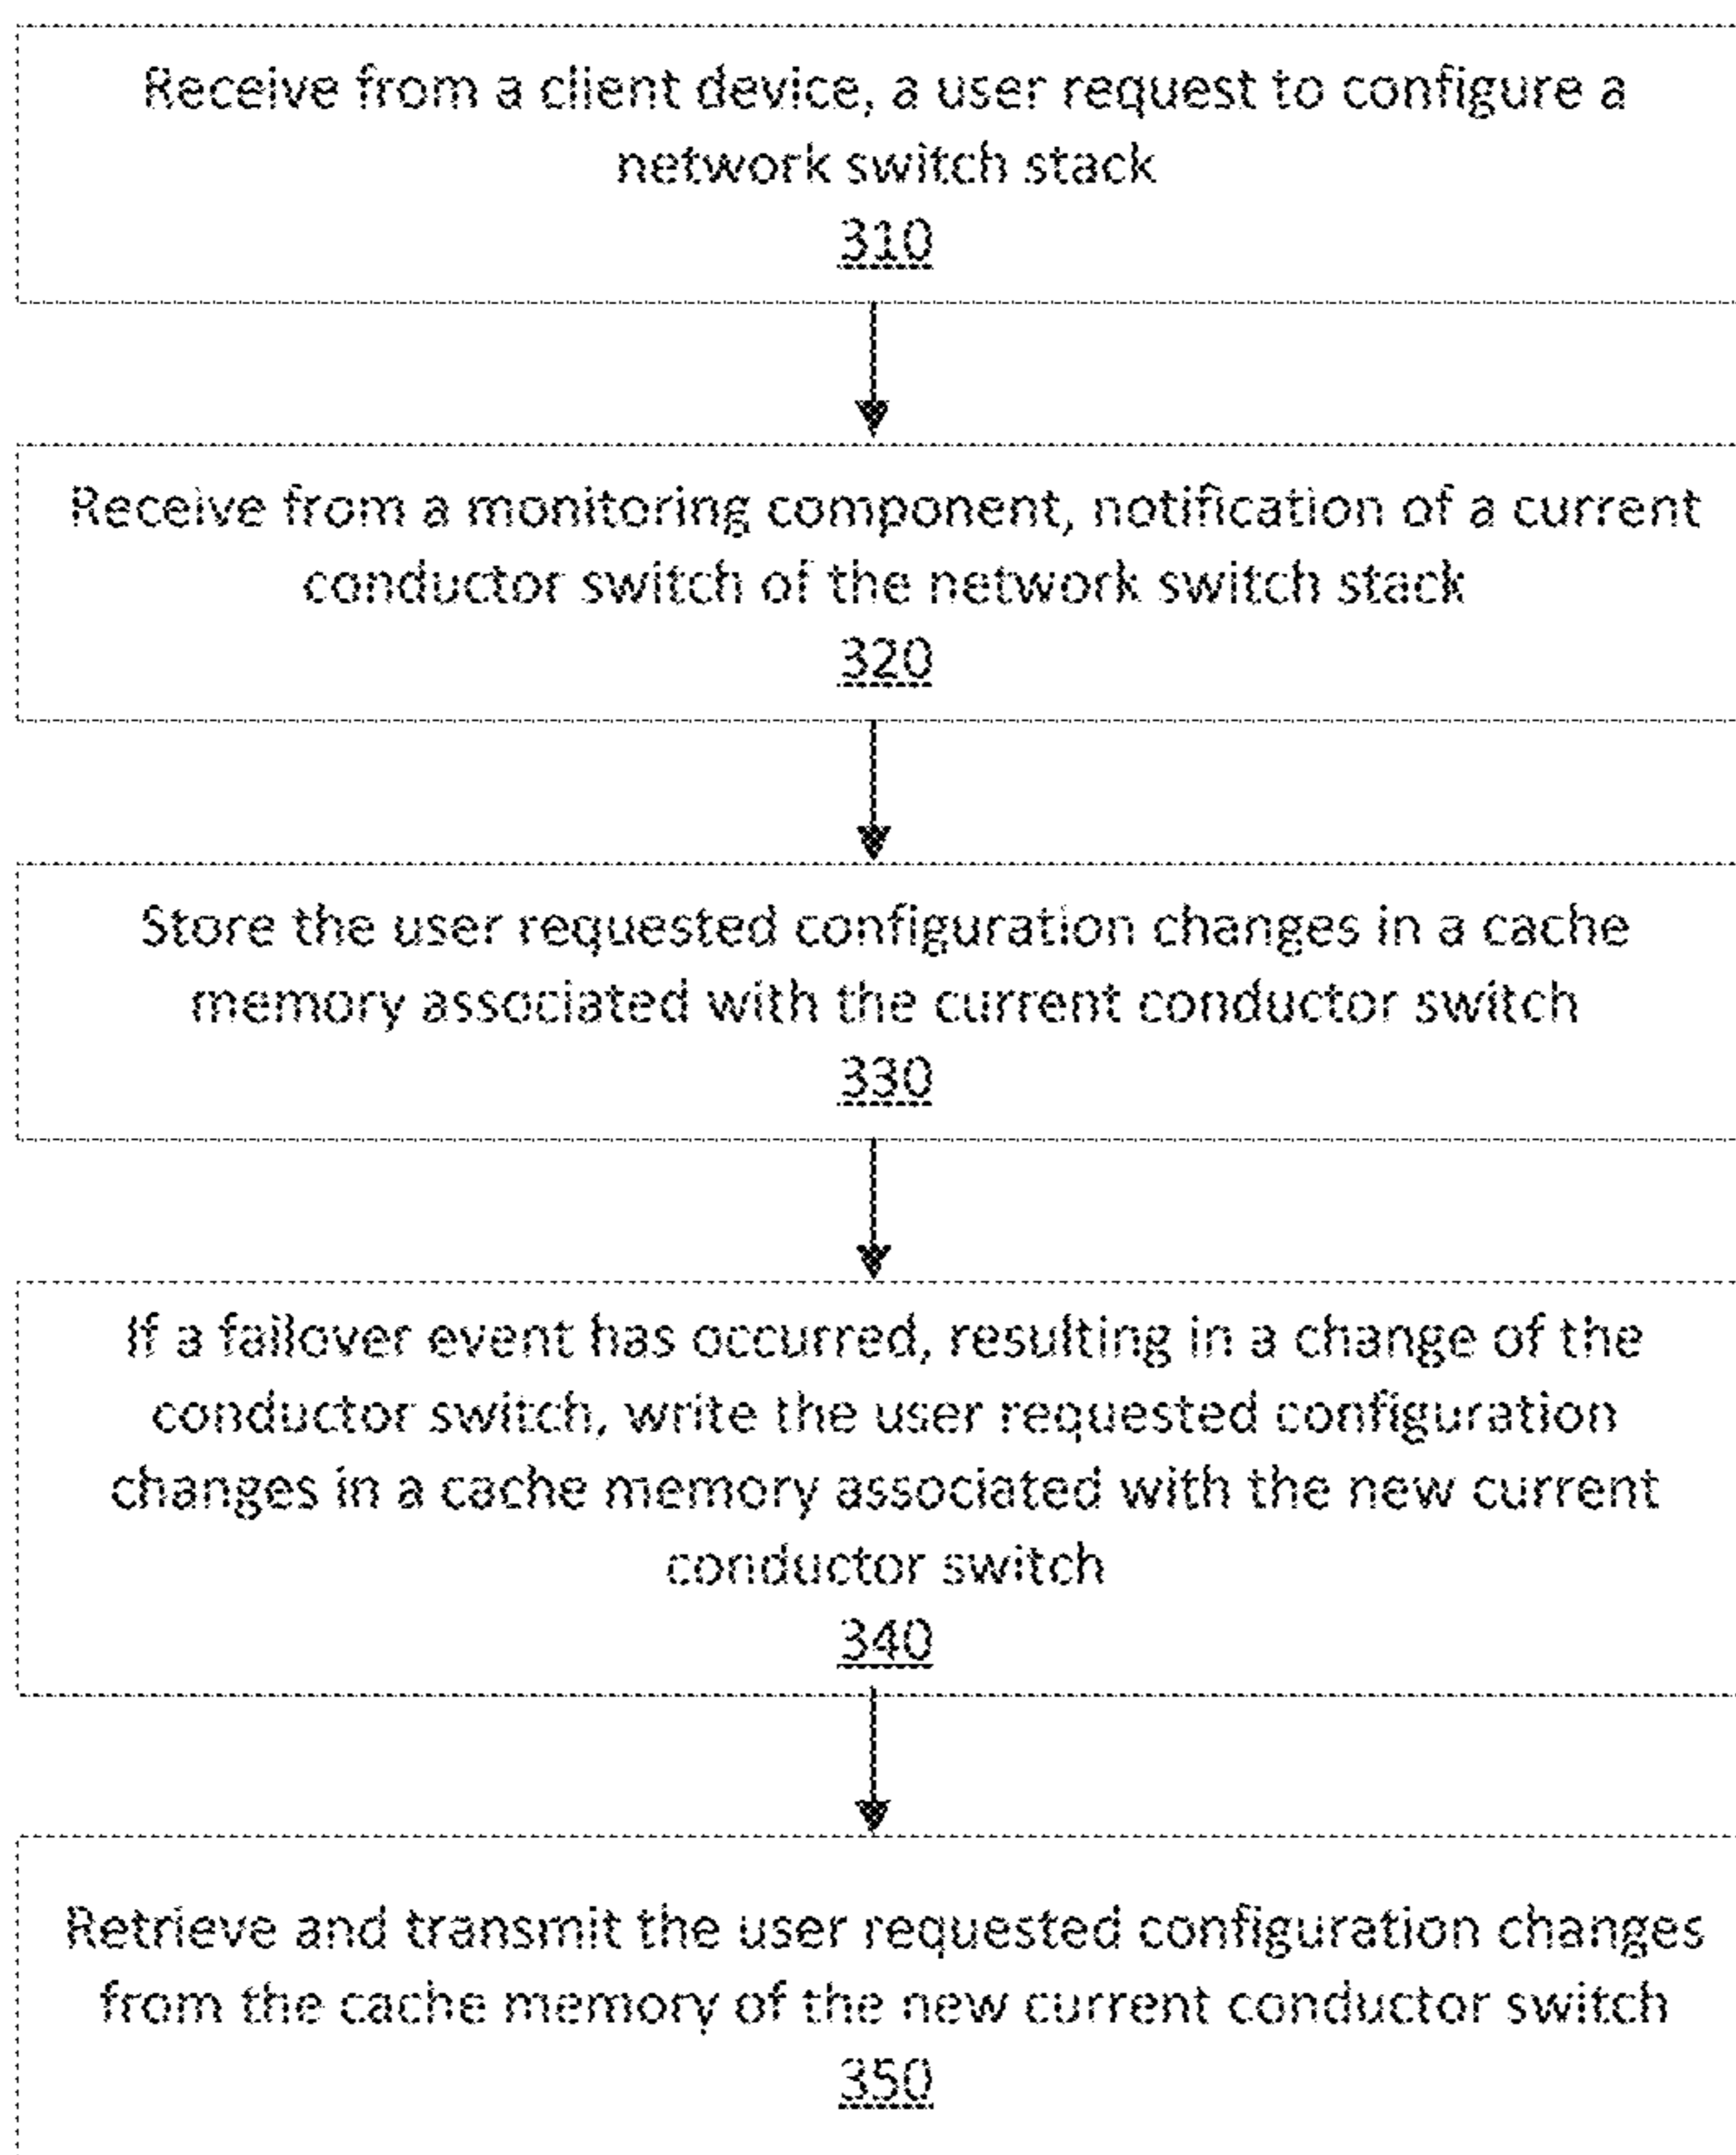 Receive from a client device, a user request to configure a
network switch stack
310
Receive from a monitoring component, notification of a current
conductor switch of the network switch stack
320
Store the user requested configuration changes in a cache
memory associated with the current conductor switch
330
If a failover event has occurred, resulting in a change of the
conductor switch, write the user requested configuration
changes in a cache memory associated with the new current
conductor switch
340
Retrieve and transmit the user requested configuration changes
from the cache memory of the new current conductor switch
350